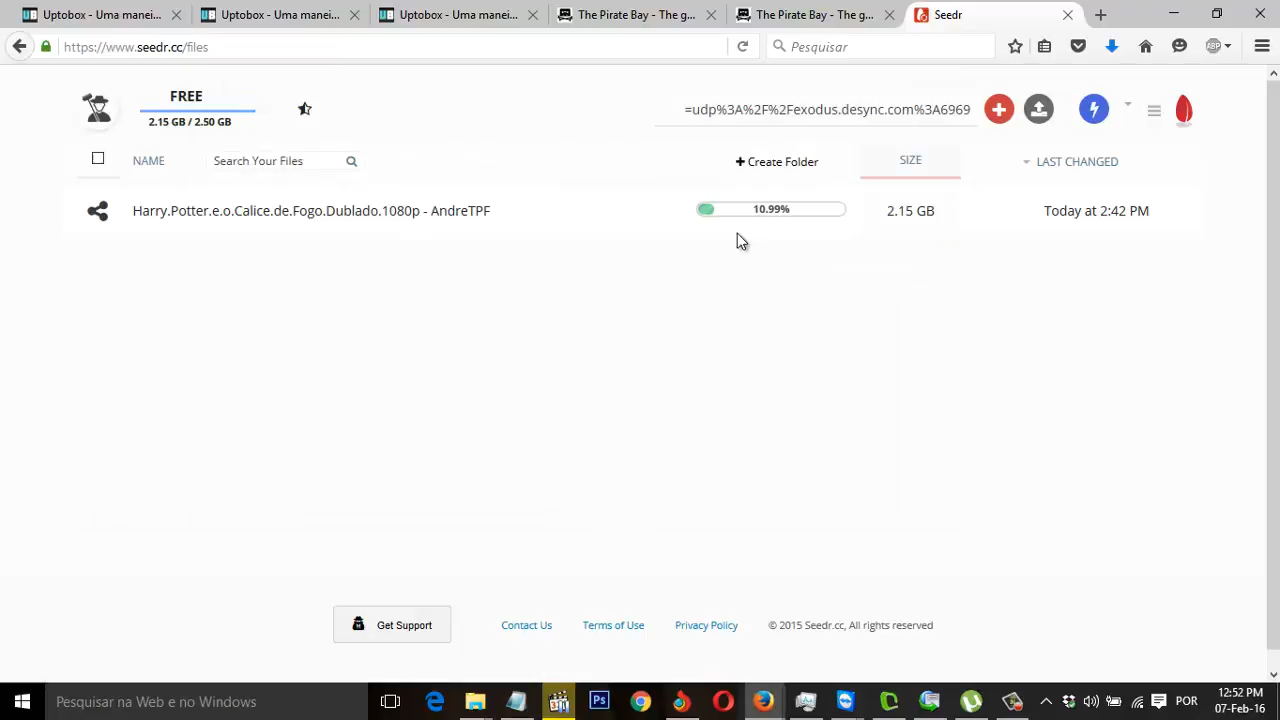 Uptobox - Uma manei...
Uptobox - Uma manei...
Uptobox - Uma manei...
The Pirate Bay - The g...
The Pirate Bay - The g...
Seedr
https://www.seedr.cc/files
Pesquisar
ABP
FREE
2.15 GB / 2.50 GB
=udp%3A%2F%2Fexodus.desync.com%3A6969
NAME
Search Your Files
Create Folder
SIZE
LAST CHANGED
Harry.Potter.e.o.Calice.de.Fogo.Dublado.1080p - AndreTPF
10.99%
2.15 GB
Today at 2:42 PM
Get Support
Contact Us
Terms of Use
Privacy Policy
© 2015 Seedr.cc, All rights reserved
Pesquisar na Web e no Windows
Ps
POR
12:52 PM
07-Feb-16